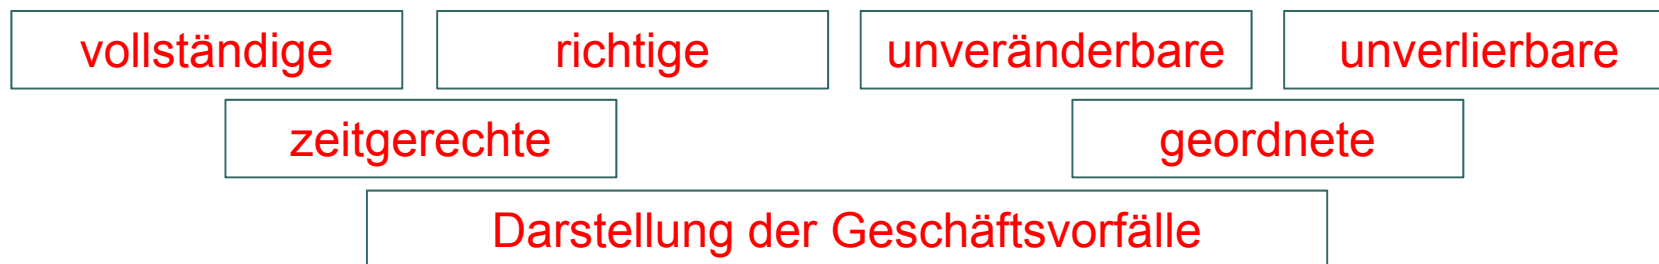 vollständige richtige unveränderbare unverlierbare
zeitgerechte geordnete
Darstellung der Geschäftsvorfälle